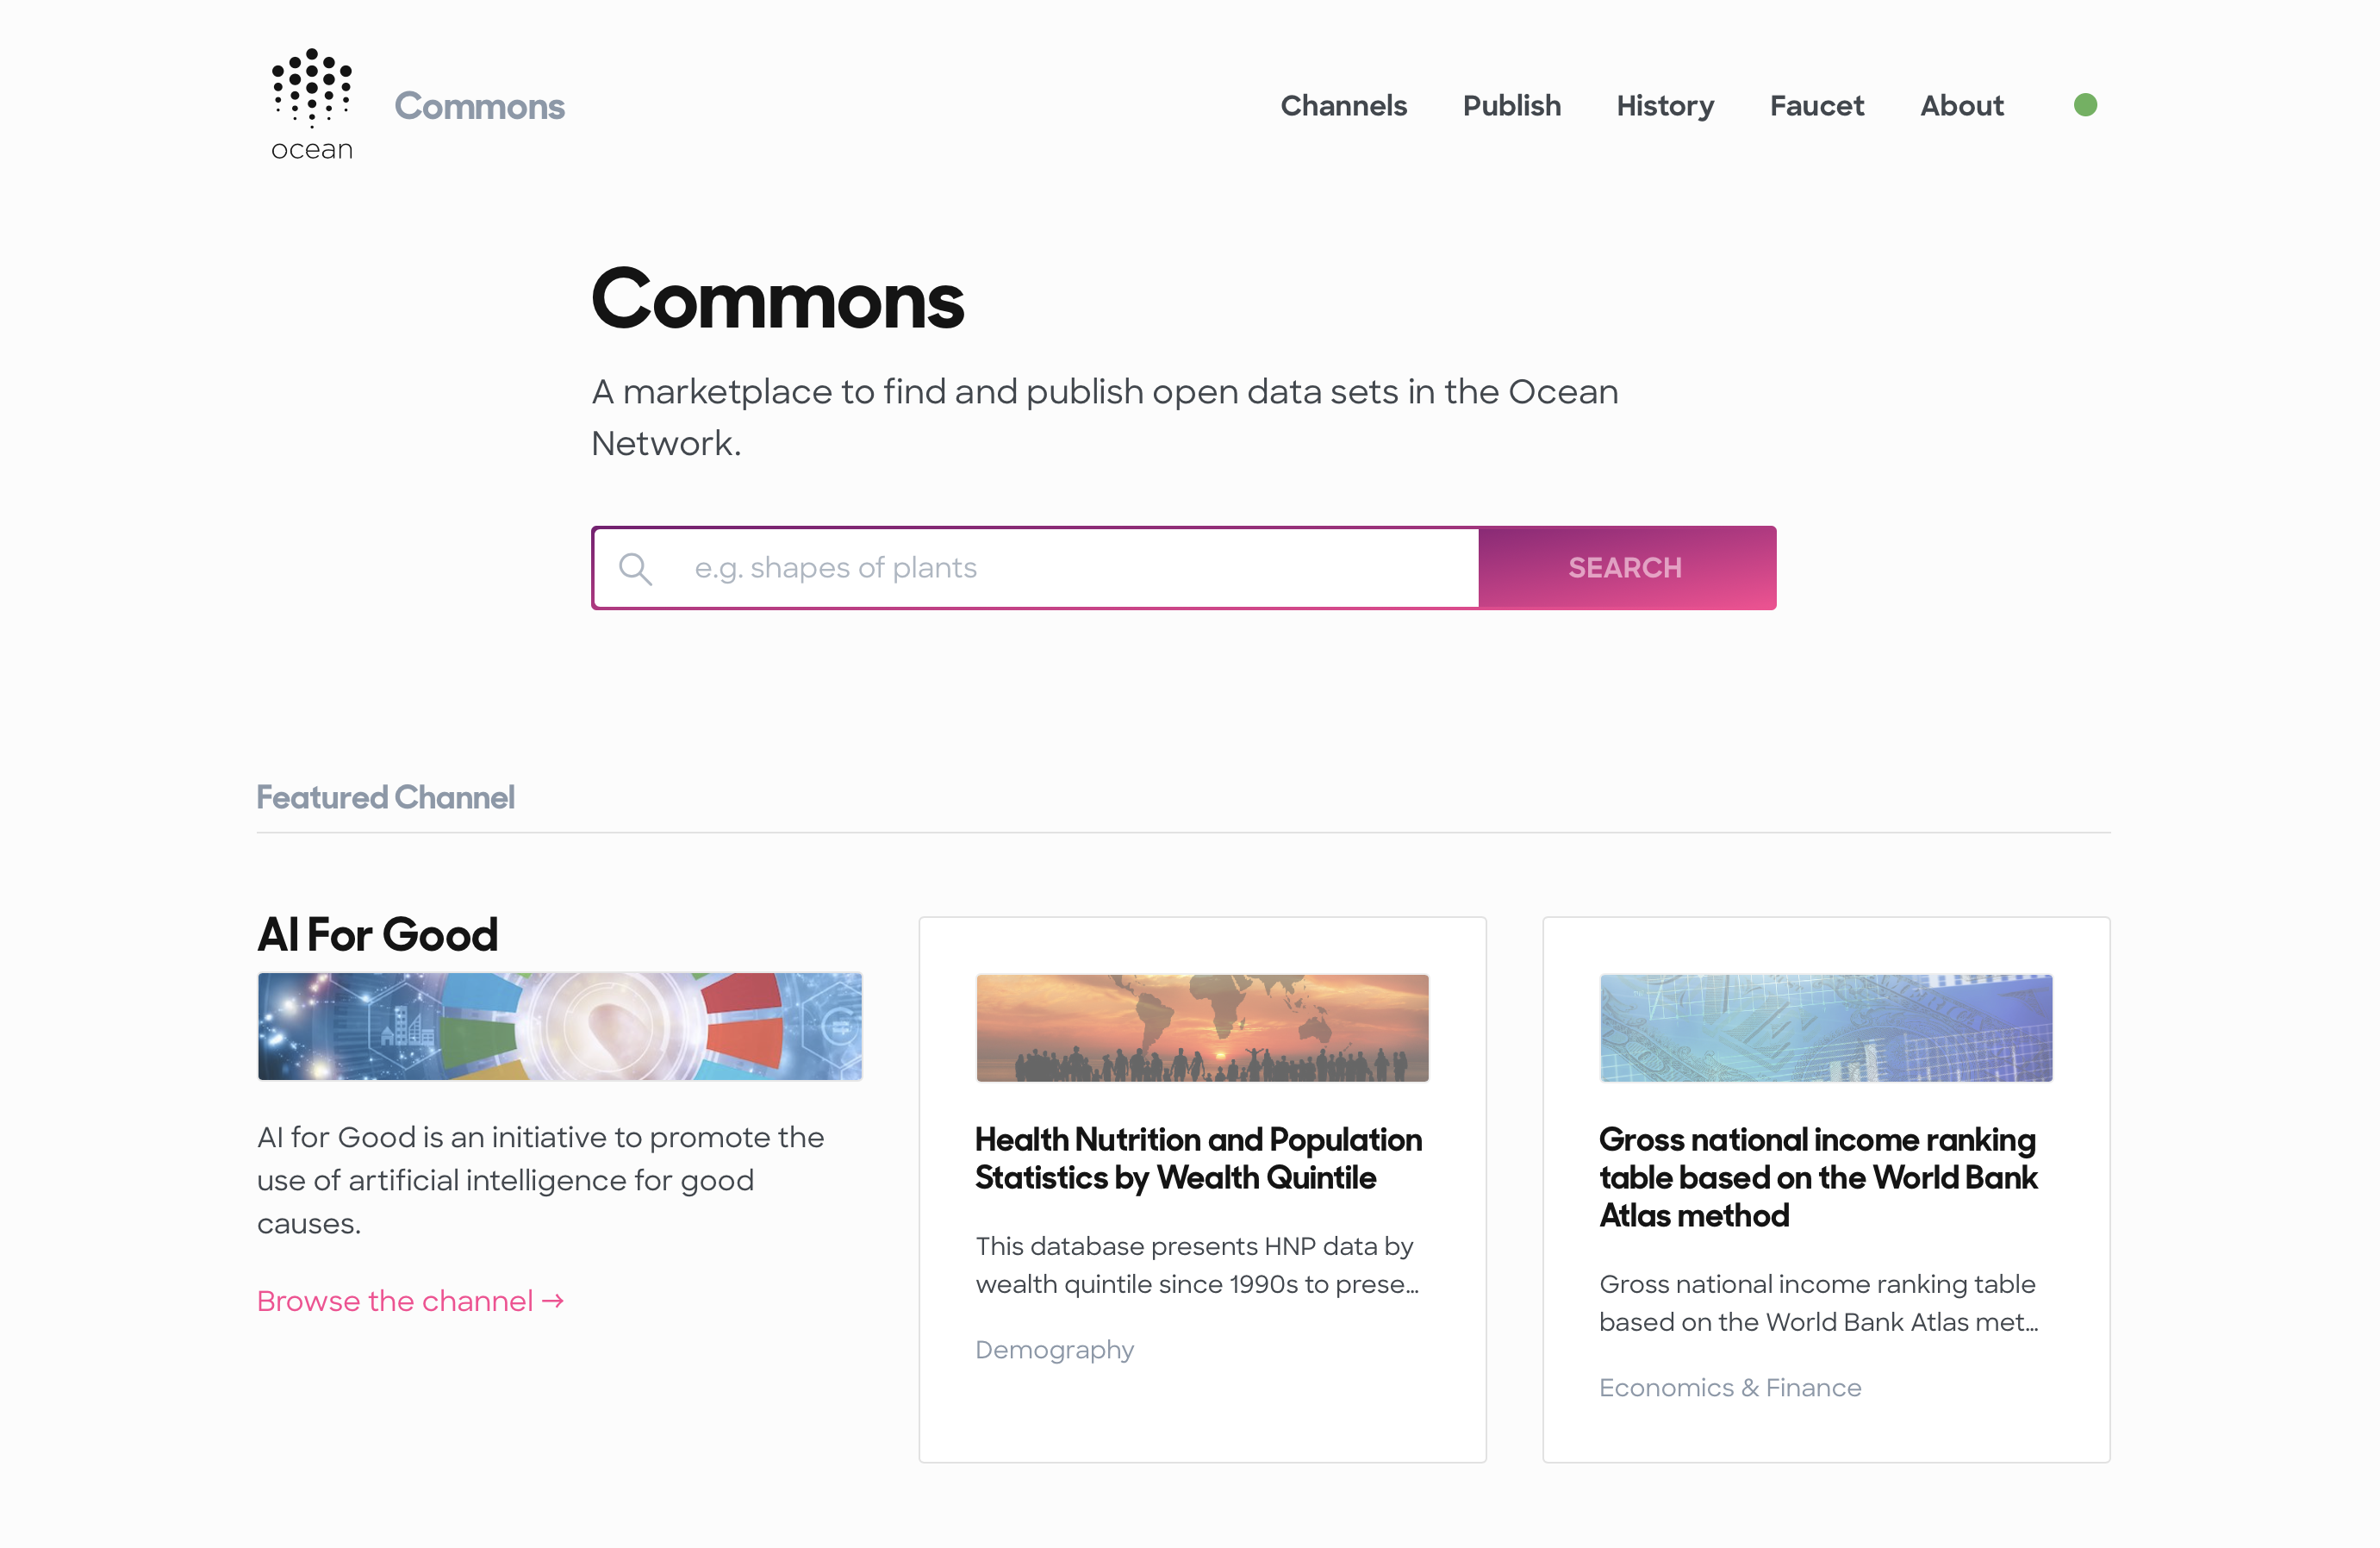 ocean
Commons
Channels
Publish
History
Faucet
About
Commons
A marketplace to find and publish open data sets in the Ocean
Network.
e.g. shapes of plants
SEARCH
Featured Channel
AI For Good
AI for Good is an initiative to promote the
use of artificial intelligence for good
causes.
Browse the channel →
Health Nutrition and Population
Statistics by Wealth Quintile
This database presents HNP data by
wealth quintile since 1990s to prese...
Demography
Gross national income ranking
table based on the World Bank
Atlas method
Gross national income ranking table
based on the World Bank Atlas met...
Economics & Finance